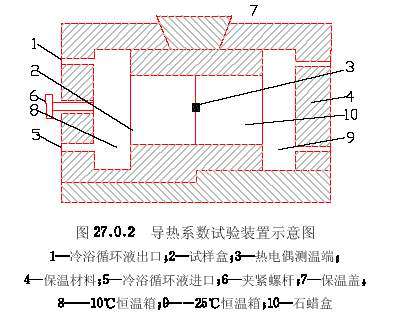 7
1
2
6
8
5
3
4
10
9
图 27.0.2 导热系数试验装置示意图
1—冷浴循环液出口;2—试样盒;3—热电偶测温端;
4—保温材料;5—冷浴循环液进口;6—夹紧螺杆;7—保温盖;
8—-10℃恒温箱;9—-25℃恒温箱;10—石蜡盒